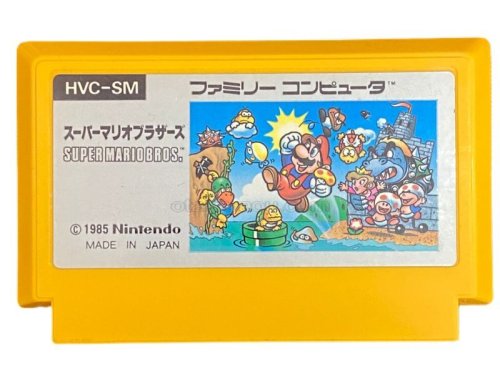 HVC-SM
ファミリー コンピュータ™
スーパーマリオブラザーズ
SUPER MARIO BROS.™
© 1985 Nintendo
MADE IN JAPAN